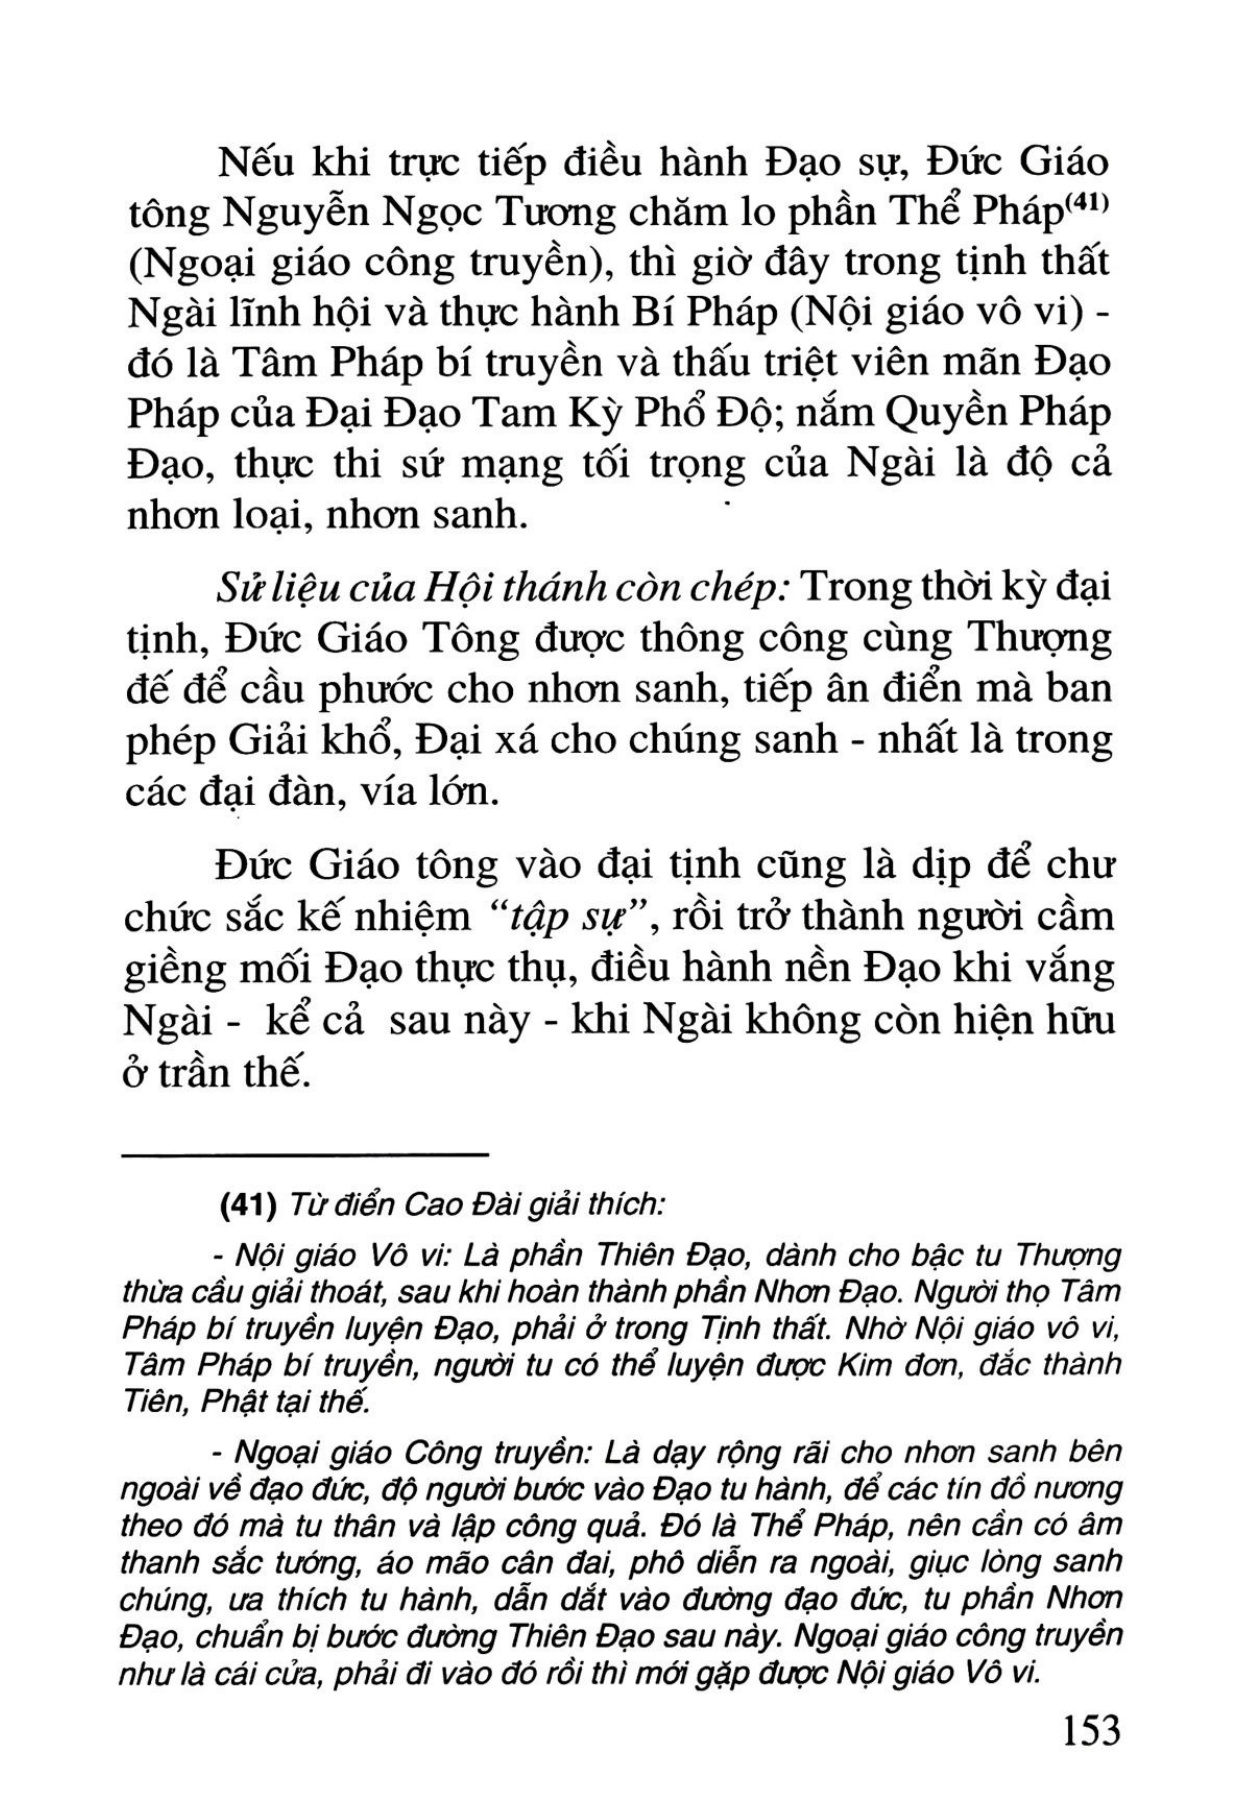 Nếu khi trực tiếp điều hành Đạo sự, Đức Giáo
tông Nguyễn Ngọc Tương chăm lo phần Thể Pháp(41)
(Ngoại giáo công truyền), thì giờ đây trong tịnh thất
Ngài lĩnh hội và thực hành Bí Pháp (Nội giáo vô vi) -
đó là Tâm Pháp bí truyền và thấu triệt viên mãn Đạo
Pháp của Đại Đạo Tam Kỳ Phổ Độ; nắm Quyền Pháp
Đạo, thực thi sứ mạng tối trọng của Ngài là độ cả
nhơn loại, nhơn sanh.
Sử liệu của Hội thánh còn chép: Trong thời kỳ đại
tịnh, Đức Giáo Tông được thông công cùng Thượng
đế để cầu phước cho nhơn sanh, tiếp ân điển mà ban
phép Giải khổ, Đại xá cho chúng sanh - nhất là trong
các đại đàn, vía lớn.
Đức Giáo tông vào đại tịnh cũng là dịp để chư
chức sắc kế nhiệm “tập sự”, rồi trở thành người cầm
giềng mối Đạo thực thụ, điều hành nền Đạo khi vắng
Ngài - kể cả sau này - khi Ngài không còn hiện hữu
ở trần thế.
(41) Từ điển Cao Đài giải thích:
- Nội giáo Vô vi: Là phần Thiên Đạo, dành cho bậc tu Thượng
thừa cầu giải thoát, sau khi hoàn thành phần Nhơn Đạo. Người thọ Tâm
Pháp bí truyền luyện Đạo, phải ở trong Tịnh thất. Nhờ Nội giáo vô vi,
Tâm Pháp bí truyền, người tu có thể luyện được Kim đơn, đắc thành
Tiên, Phật tại thế.
- Ngoại giáo Công truyền: Là dạy rộng rãi cho nhơn sanh bên
ngoài về đạo đức, độ người bước vào Đạo tu hành, để các tín đồ nương
theo đó mà tu thân và lập công quả. Đó là Thể Pháp, nên cần có âm
thanh sắc tướng, áo mão cân đai, phô diễn ra ngoài, giục lòng sanh
chúng, ưa thích tu hành, dẫn dắt vào đường đạo đức, tu phần Nhơn
Đạo, chuẩn bị bước đường Thiên Đạo sau này. Ngoại giáo công truyền
như là cái cửa, phải đi vào đó rồi thì mới gặp được Nội giáo Vô vi.
153